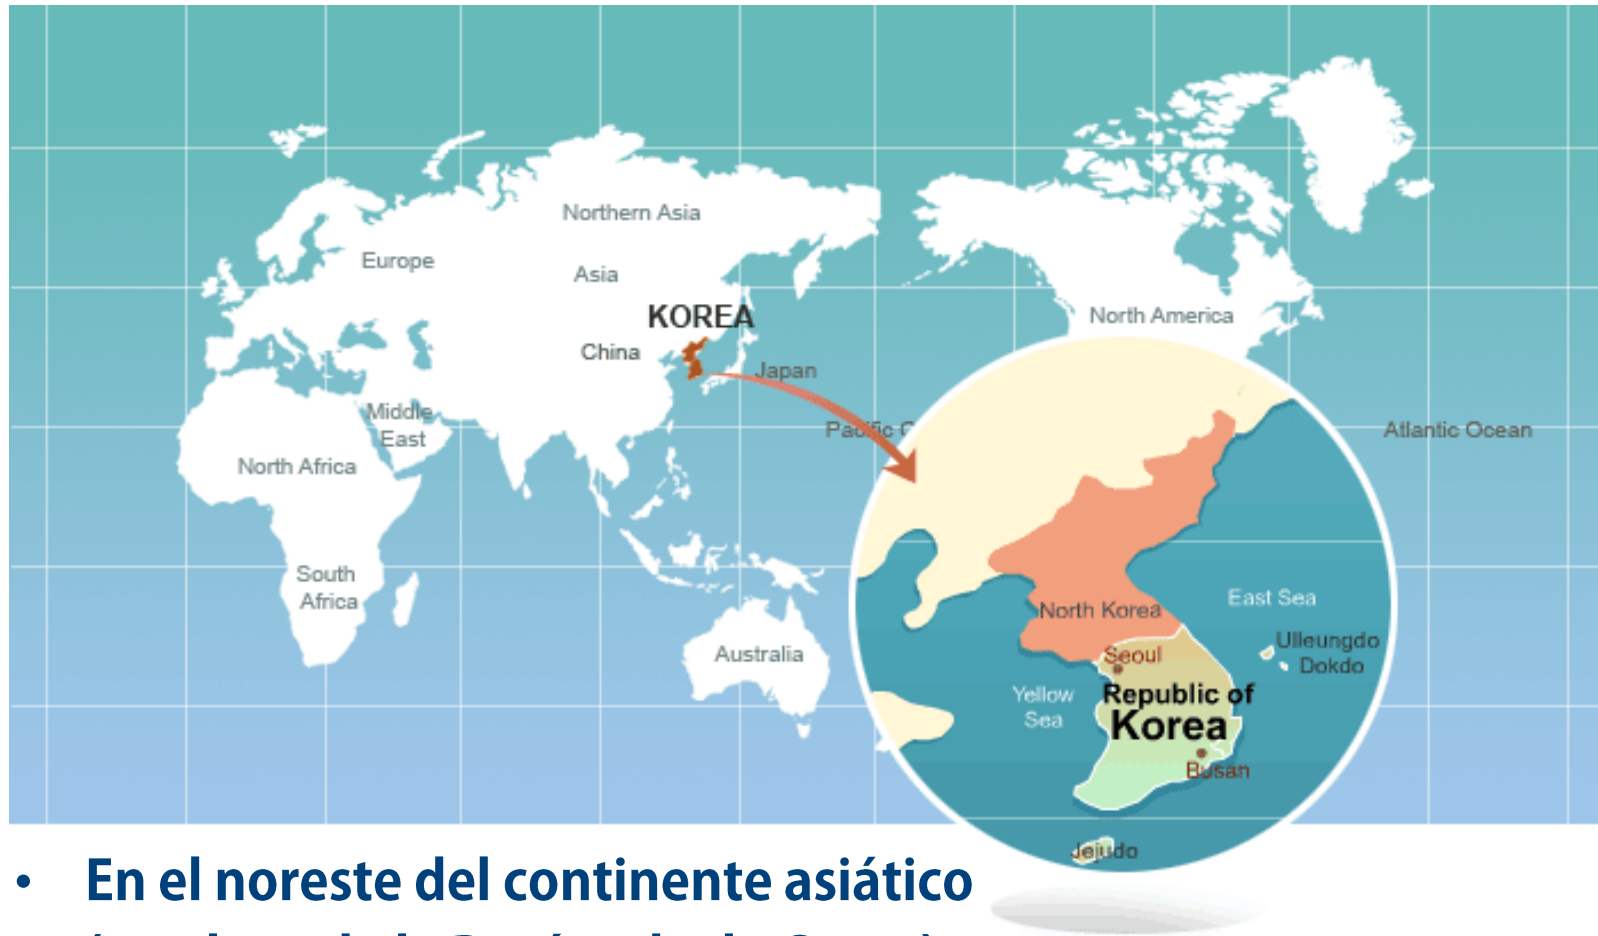 Northern Asia
Europe
Asia
KOREA
North America
China
Japan
Middle
East
Pacific
Atlantic Ocean
North Africa
South
Africa
Australia
North Korea
East Sea
Ulleungdo
Dokdo
Seoul
Yellow
Sea
Republic of
Korea
Busan
Jejudo
• En el noreste del continente asiático